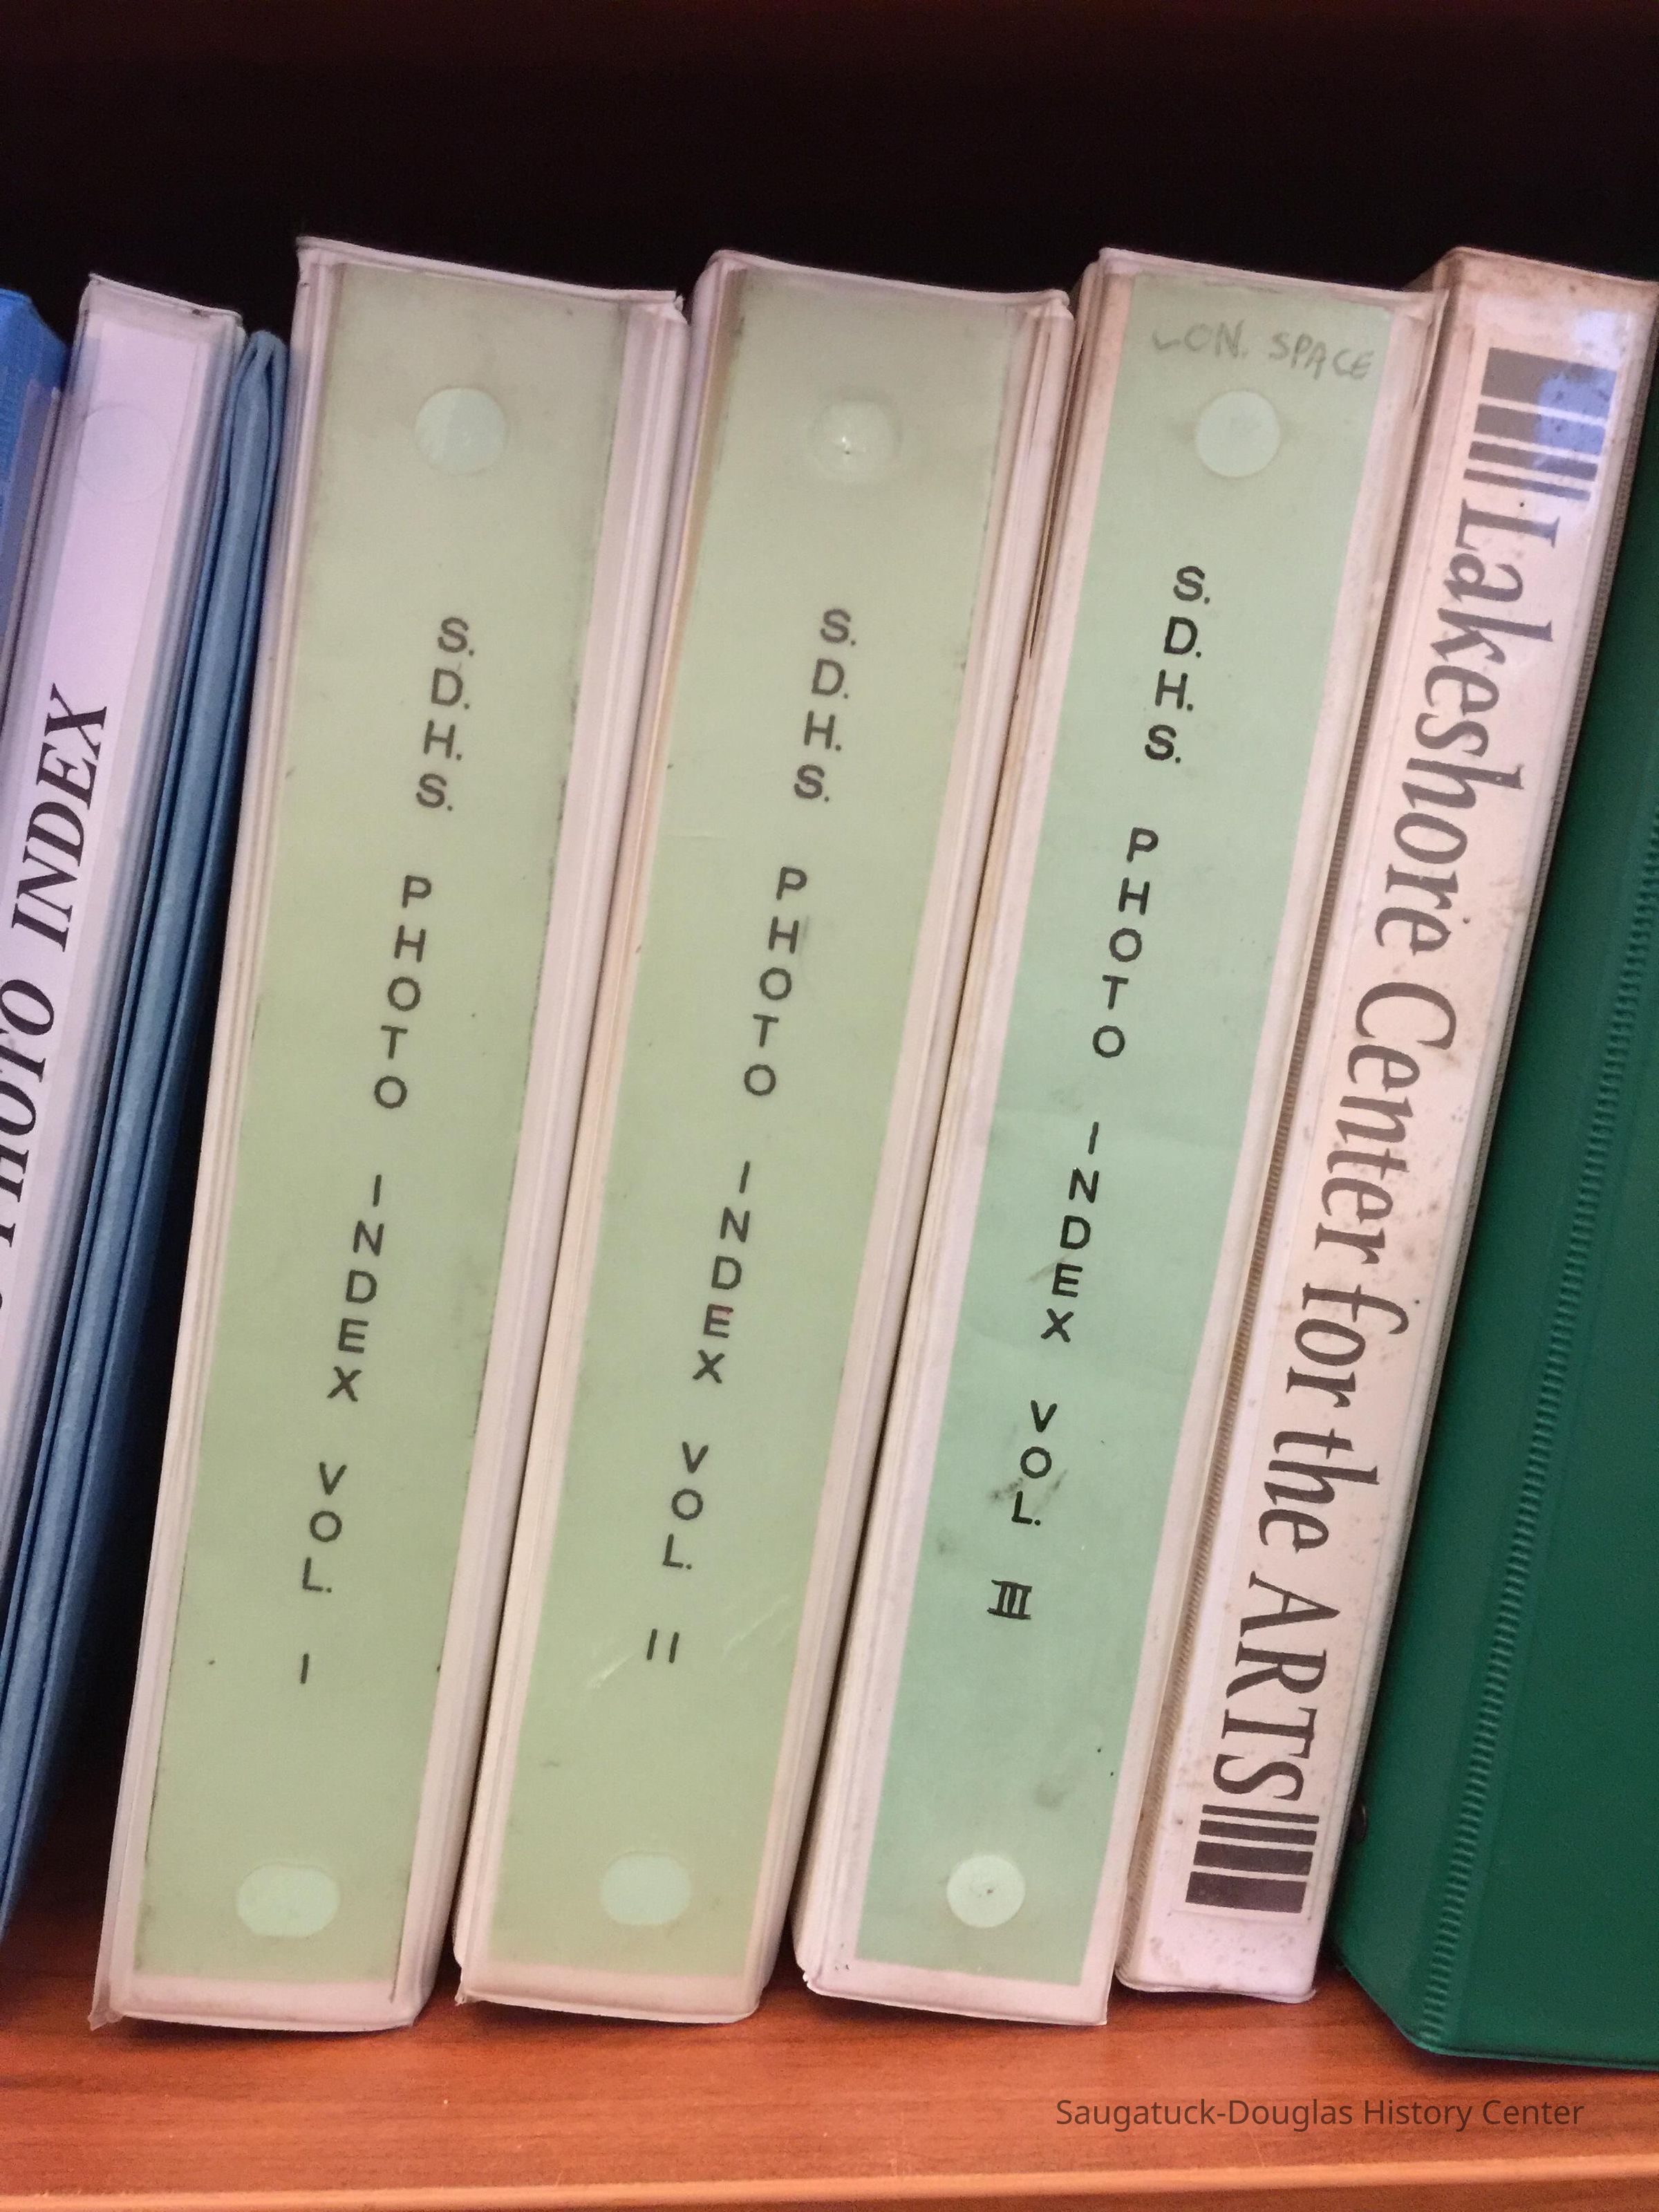 PHOTO INDEX
S.D.H.S. PHOTO INDEX VOL. I
S.D.H.S. PHOTO INDEX VOL. II
CON. SPACE
S.D.H.S. PHOTO INDEX VOL. III
Lakeshore Center for the ARTS
Saugatuck-Douglas History Center